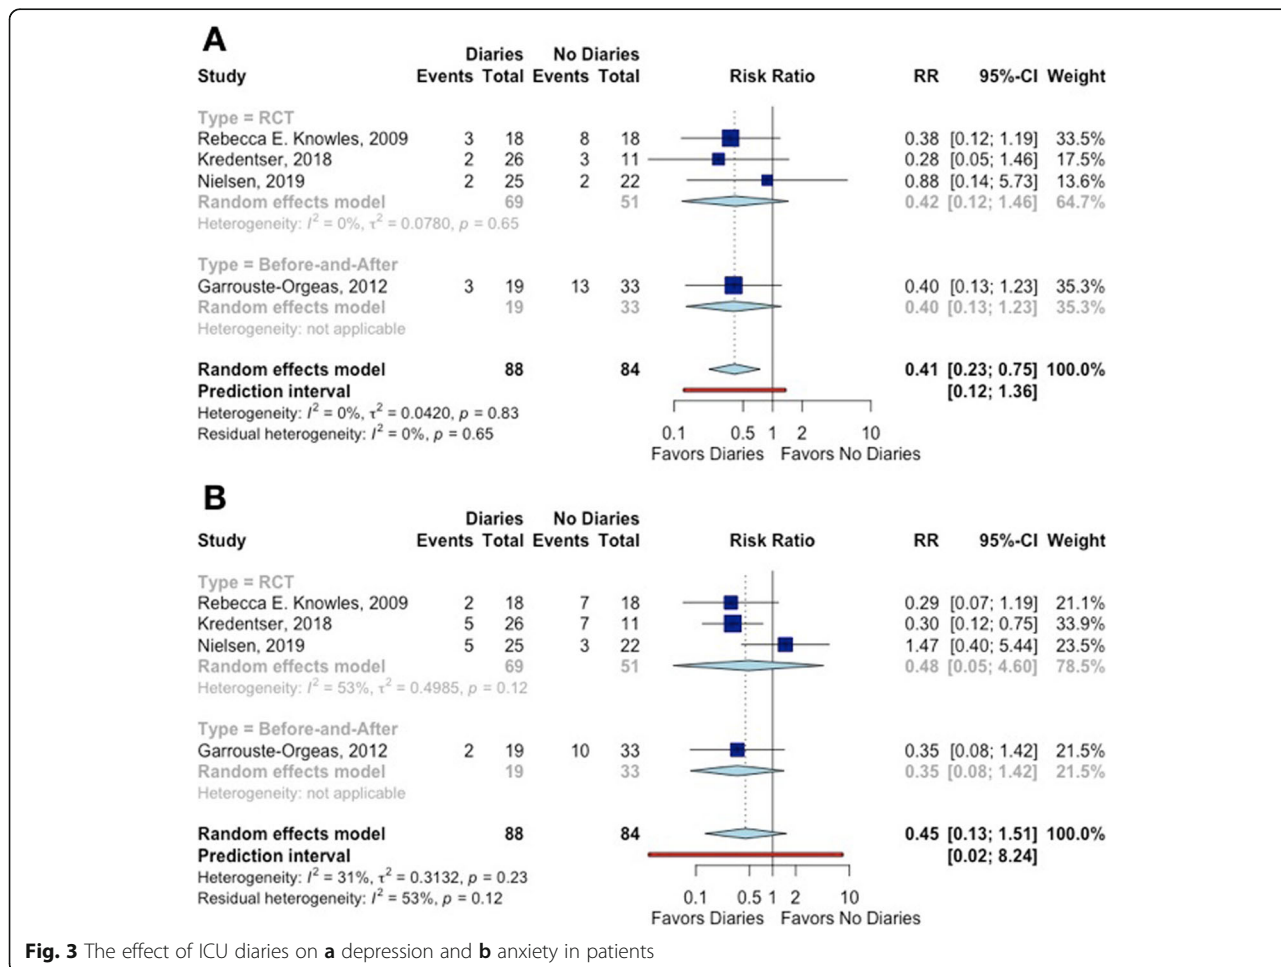 A
Diaries No Diaries
Study Events Total Events Total Risk Ratio RR 95%-CI Weight
Type = RCT
Rebecca E. Knowles, 2009 3 18 8 18 0.38 [0.12; 1.19] 33.5%
Kredentser, 2018 2 26 3 11 0.28 [0.05; 1.46] 17.5%
Nielsen, 2019 2 25 2 22 0.88 [0.14; 5.73] 13.6%
Random effects model 69 51 0.42 [0.12; 1.46] 64.7%
Heterogeneity: I² = 0%, τ² = 0.0780, p = 0.65
Type = Before-and-After
Garrouste-Orgeas, 2012 3 19 13 33 0.40 [0.13; 1.23] 35.3%
Random effects model 19 33 0.40 [0.13; 1.23] 35.3%
Heterogeneity: not applicable
Random effects model 88 84 0.41 [0.23; 0.75] 100.0%
Prediction interval [0.12; 1.36]
Heterogeneity: I² = 0%, τ² = 0.0420, p = 0.83
Residual heterogeneity: I² = 0%, p = 0.65
0.1 0.5 1 2 10
Favors Diaries Favors No Diaries
B
Diaries No Diaries
Study Events Total Events Total Risk Ratio RR 95%-CI Weight
Type = RCT
Rebecca E. Knowles, 2009 2 18 7 18 0.29 [0.07; 1.19] 21.1%
Kredentser, 2018 5 26 7 11 0.30 [0.12; 0.75] 33.9%
Nielsen, 2019 5 25 3 22 1.47 [0.40; 5.44] 23.5%
Random effects model 69 51 0.48 [0.05; 4.60] 78.5%
Heterogeneity: I² = 53%, τ² = 0.4985, p = 0.12
Type = Before-and-After
Garrouste-Orgeas, 2012 2 19 10 33 0.35 [0.08; 1.42] 21.5%
Random effects model 19 33 0.35 [0.08; 1.42] 21.5%
Heterogeneity: not applicable
Random effects model 88 84 0.45 [0.13; 1.51] 100.0%
Prediction interval [0.02; 8.24]
Heterogeneity: I² = 31%, τ² = 0.3132, p = 0.23
Residual heterogeneity: I² = 53%, p = 0.12
0.1 0.5 1 2 10
Favors Diaries Favors No Diaries
Fig. 3 The effect of ICU diaries on a depression and b anxiety in patients